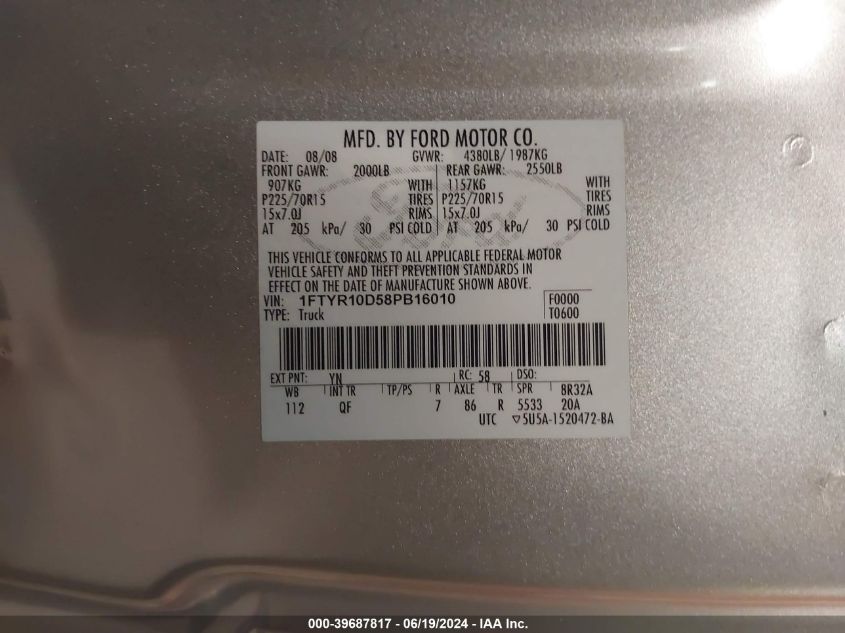 MFD. BY FORD MOTOR CO.
DATE: 08/08 GVWR: 4380LB/ 1987KG
FRONT GAWR: 2000LB REAR GAWR: 2550LB
907KG WITH 1157KG WITH
P225/70R15 TIRES P225/70R15 TIRES
15x7.0J RIMS 15x7.0J RIMS
AT 205 kPa/ 30 PSI COLD AT 205 kPa/ 30 PSI COLD
THIS VEHICLE CONFORMS TO ALL APPLICABLE FEDERAL MOTOR
VEHICLE SAFETY AND THEFT PREVENTION STANDARDS IN
EFFECT ON THE DATE OF MANUFACTURE SHOWN ABOVE.
VIN: 1FTYR10D58PB16010 F0000
TYPE: Truck T0600
EXT PNT: YN RC: 58 DSO:
WB INT TR TP/PS R AXLE TR SPR 8R32A
112 QF 7 86 R 5533 20A
UTC ▽5U5A-1520472-BA
000-39687817 - 06/19/2024 - IAA Inc.